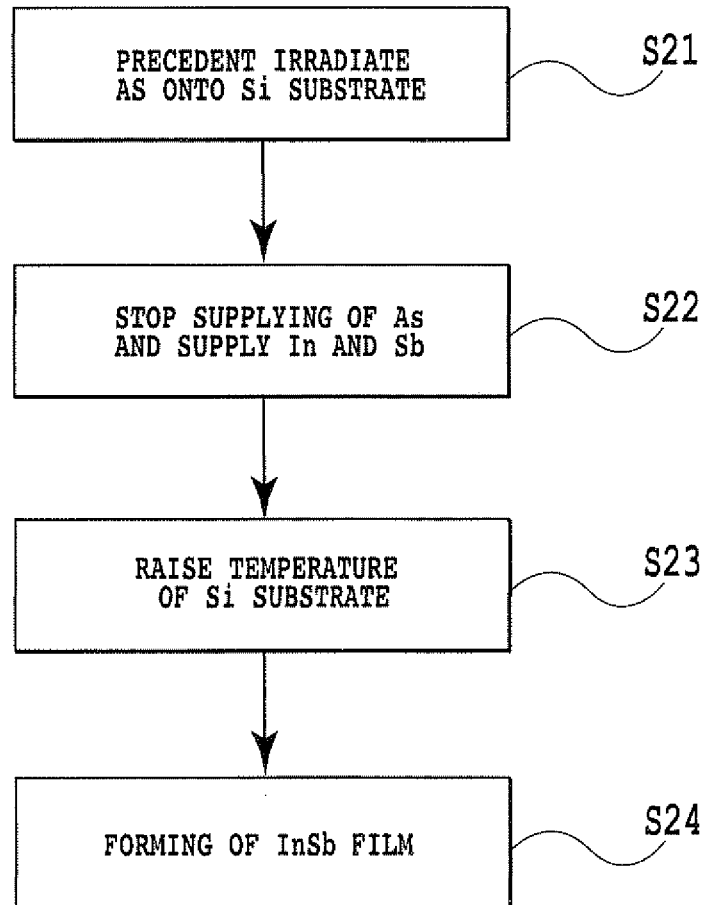 PRECEDENT IRRADIATE
AS ONTO Si SUBSTRATE
S21
STOP SUPPLYING OF As
AND SUPPLY In AND Sb
S22
RAISE TEMPERATURE
OF Si SUBSTRATE
S23
FORMING OF InSb FILM
S24